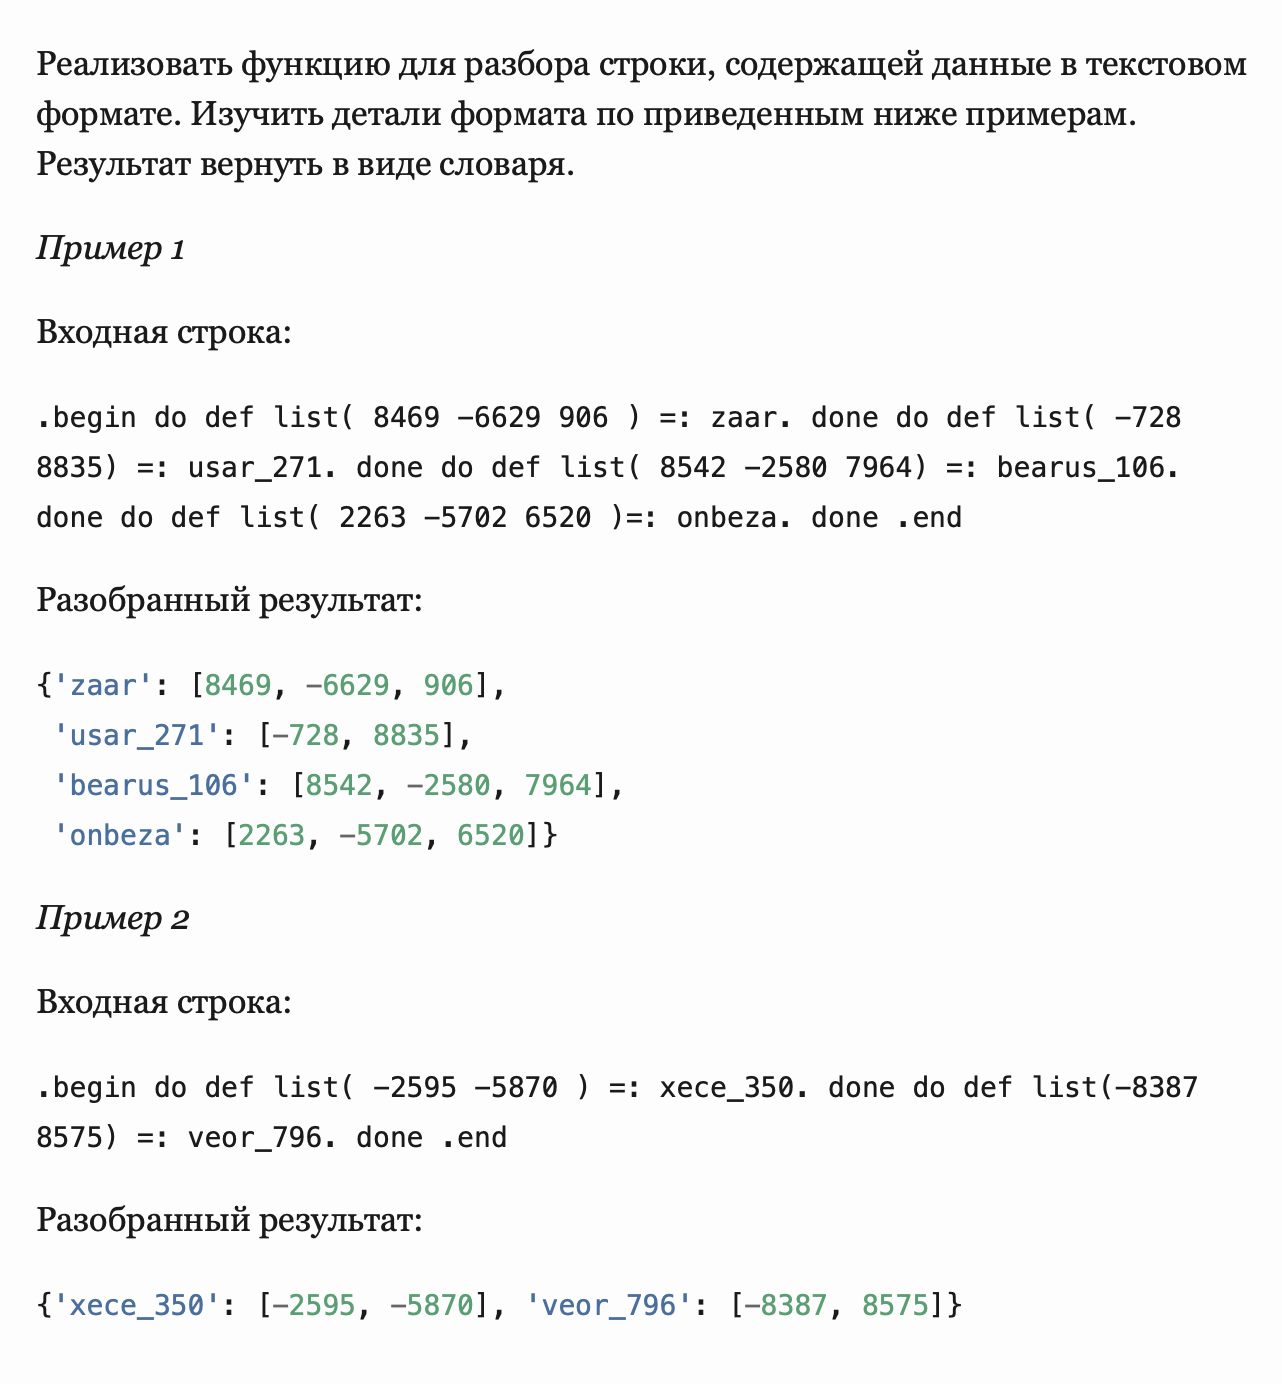 Реализовать функцию для разбора строки, содержащей данные в текстовом
формате. Изучить детали формата по приведенным ниже примерам.
Результат вернуть в виде словаря.
Пример 1
Входная строка:
.begin do def list( 8469 −6629 906 ) =: zaar. done do def list( −728
8835) =: usar_271. done do def list( 8542 −2580 7964) =: bearus_106.
done do def list( 2263 −5702 6520 )=: onbeza. done .end
Разобранный результат:
{'zaar': [8469, −6629, 906],
 'usar_271': [−728, 8835],
 'bearus_106': [8542, −2580, 7964],
 'onbeza': [2263, −5702, 6520]}
Пример 2
Входная строка:
.begin do def list( −2595 −5870 ) =: xece_350. done do def list(−8387
8575) =: veor_796. done .end
Разобранный результат:
{'xece_350': [−2595, −5870], 'veor_796': [−8387, 8575]}